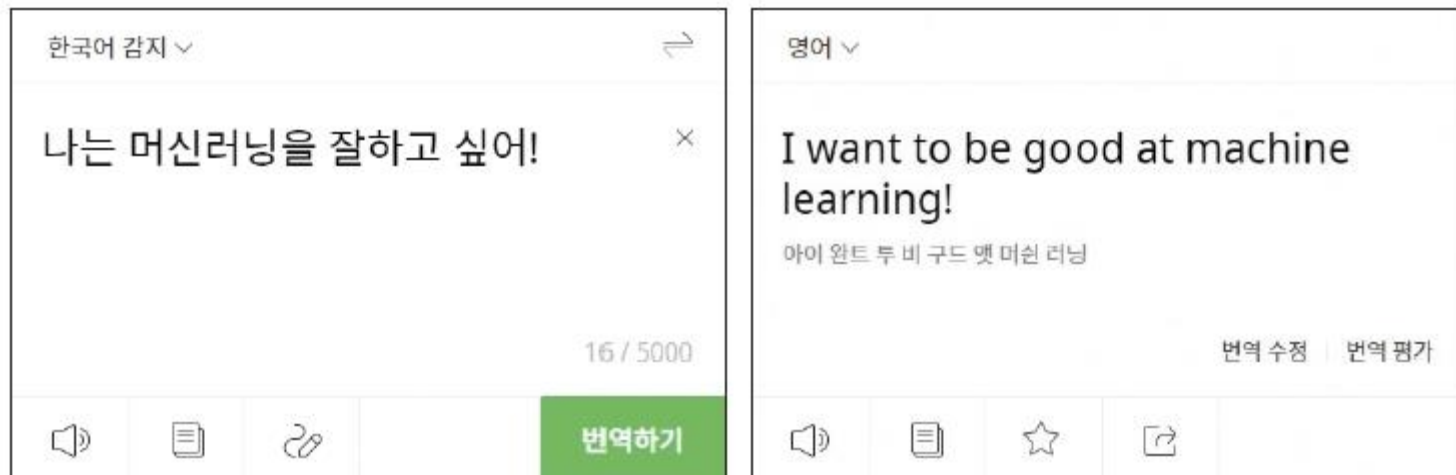 한국어 감지
나는 머신러닝을 잘하고 싶어!
16 / 5000
번역하기
영어
I want to be good at machine
learning!
아이 완트 투 비 구드 앳 머쉰 러닝
번역 수정
번역 평가